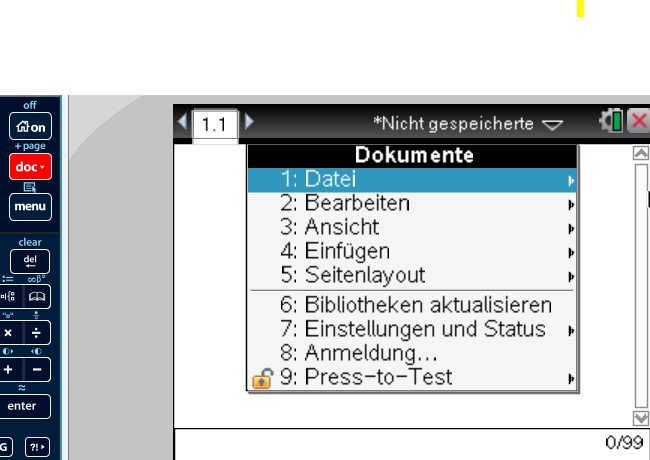 off
on
+ page
doc
menu
clear
del
:=
∞β°
×
÷
+
−
≈
enter
G
?!
1.1
*Nicht gespeicherte
Dokumente
1: Datei
2: Bearbeiten
3: Ansicht
4: Einfügen
5: Seitenlayout
6: Bibliotheken aktualisieren
7: Einstellungen und Status
8: Anmeldung...
9: Press-to-Test
0/99